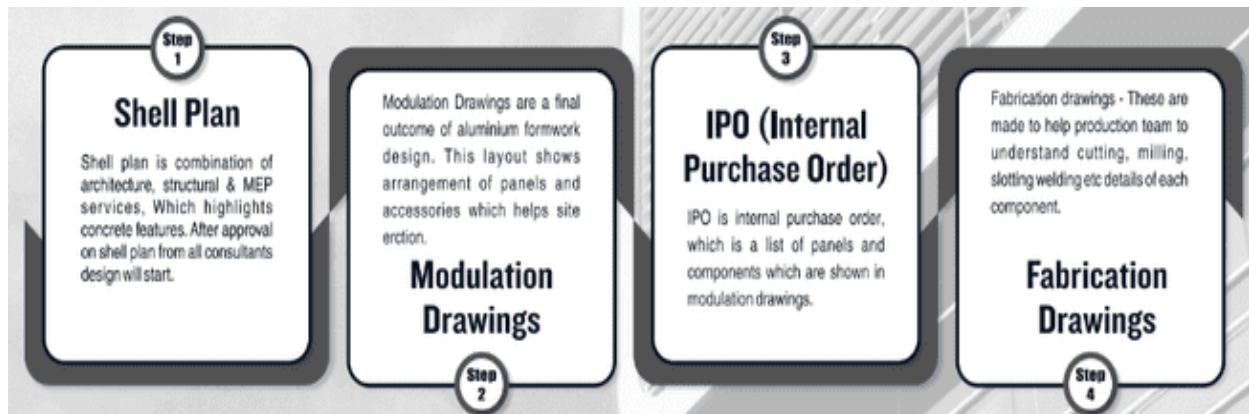 Step
1
Shell Plan
Shell plan is combination of
architecture, structural & MEP
services, Which highlights
concrete features. After approval
on shell plan from all consultants
design will start.
Modulation Drawings are a final
outcome of aluminium formwork
design. This layout shows
arrangement of panels and
accessories which helps site
erction.
Modulation
Drawings
Step
2
Step
3
IPO (Internal
Purchase Order)
IPO is internal purchase order,
which is a list of panels and
components which are shown in
modulation drawings.
Fabrication drawings - These are
made to help production team to
understand cutting, milling,
slotting welding etc details of each
component.
Fabrication
Drawings
Step
4